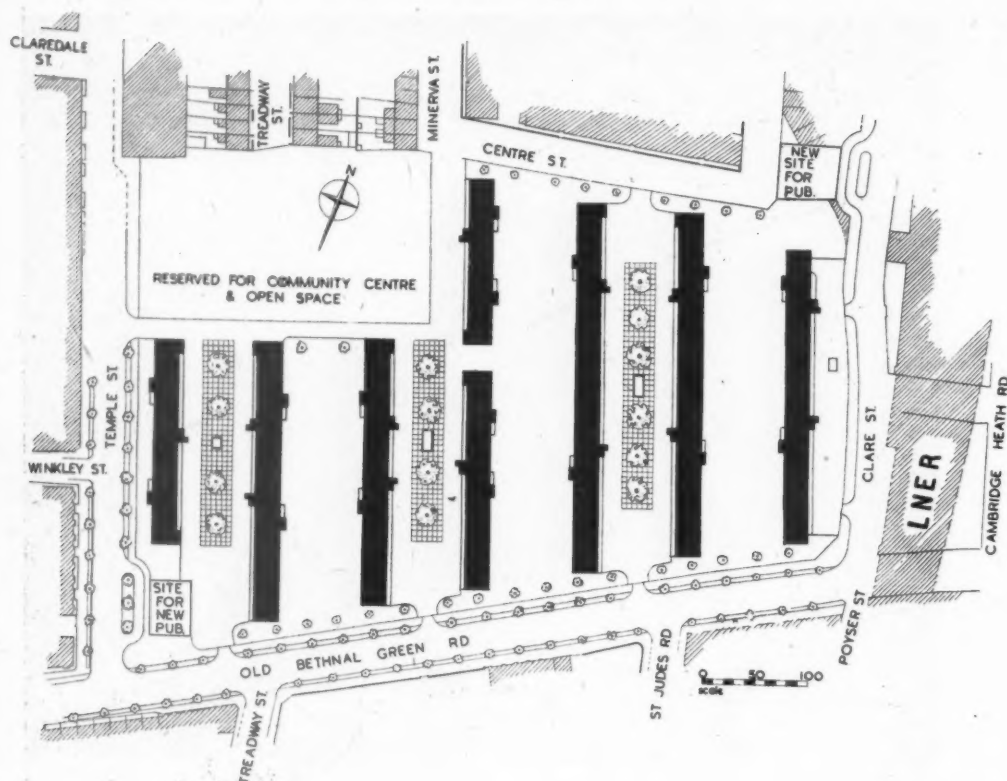 CLAREDALE
ST.
TREADWAY
ST.
MINERVA ST.
CENTRE ST.
NEW
SITE
FOR
PUB.
N
RESERVED FOR COMMUNITY CENTRE
& OPEN SPACE
TEMPLE ST.
WINKLEY ST.
CLARE ST.
LNER
CAMBRIDGE HEATH RD
SITE
FOR
NEW
PUB.
OLD BETHNAL GREEN RD
TREADWAY ST.
ST JUDES RD
POYSER ST
0 50 100
scale